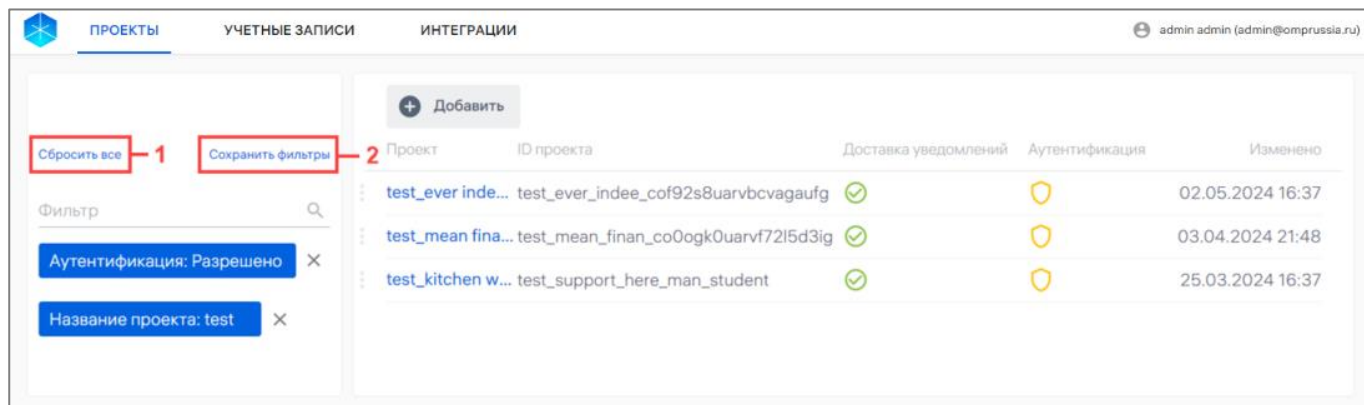 ПРОЕКТЫ УЧЕТНЫЕ ЗАПИСИ ИНТЕГРАЦИИ admin admin (admin@omprussia.ru)
Добавить
Сбросить все 1 Сохранить фильтры 2
Проект ID проекта Доставка уведомлений Аутентификация Изменено
test_ever inde... test_ever_indee_cof92s8uarvbcvagaufg 02.05.2024 16:37
Фильтр
test_mean fina... test_mean_finan_co0ogk0uarvf72l5d3ig 03.04.2024 21:48
Аутентификация: Разрешено
test_kitchen w... test_support_here_man_student 25.03.2024 16:37
Название проекта: test